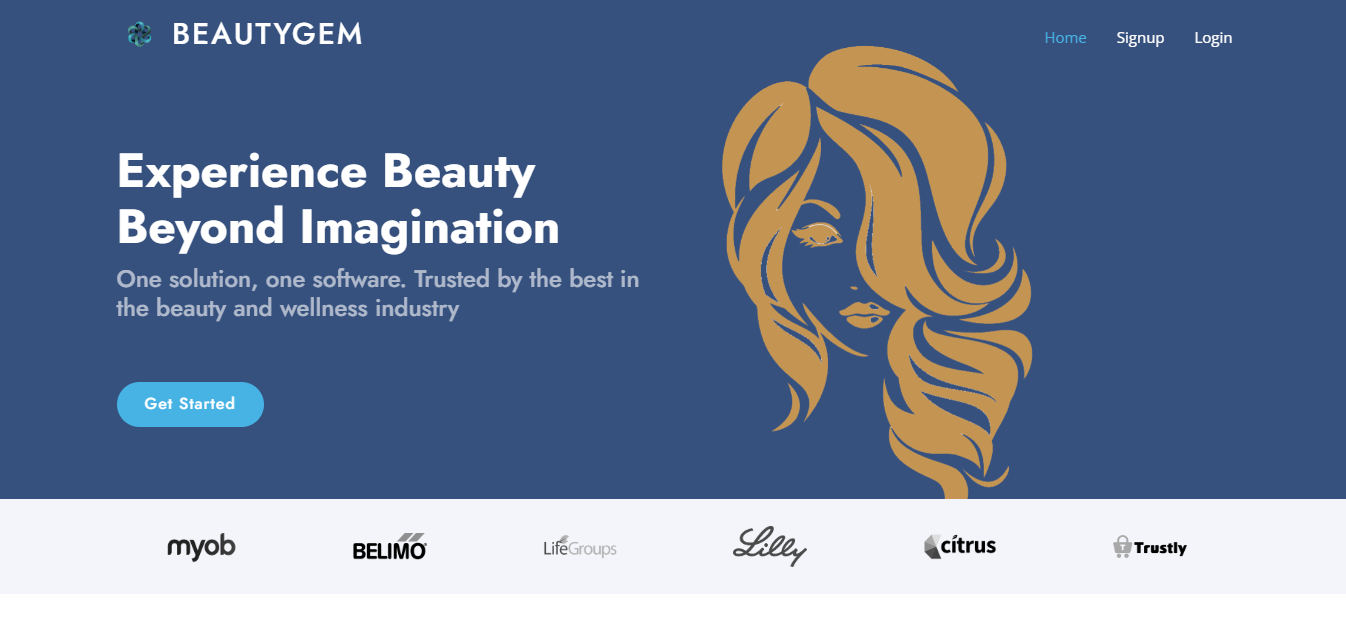 BEAUTYGEM
Home Signup Login
Experience Beauty
Beyond Imagination
One solution, one software. Trusted by the best in
the beauty and wellness industry
Get Started
myob BELIMO LifeGroups Lilly citrus Trustly